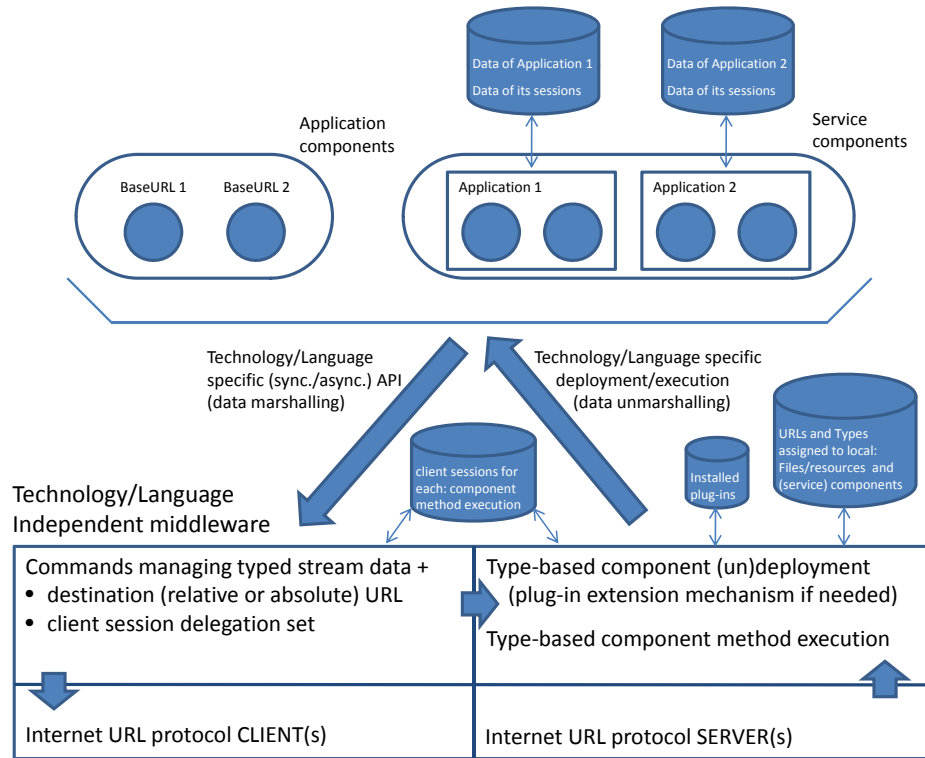 Data of Application 1
Data of its sessions
Data of Application 2
Data of its sessions
Application
components
Service
components
BaseURL 1
BaseURL 2
Application 1
Application 2
Technology/Language
specific (sync./async.) API
(data marshalling)
Technology/Language specific
deployment/execution
(data unmarshalling)
client sessions for
each: component
method execution
Installed
plug-ins
URLs and Types
assigned to local:
Files/resources and
(service) components
Technology/Language
Independent middleware
Commands managing typed stream data +
• destination (relative or absolute) URL
• client session delegation set
Type-based component (un)deployment
(plug-in extension mechanism if needed)
Type-based component method execution
Internet URL protocol CLIENT(s)
Internet URL protocol SERVER(s)